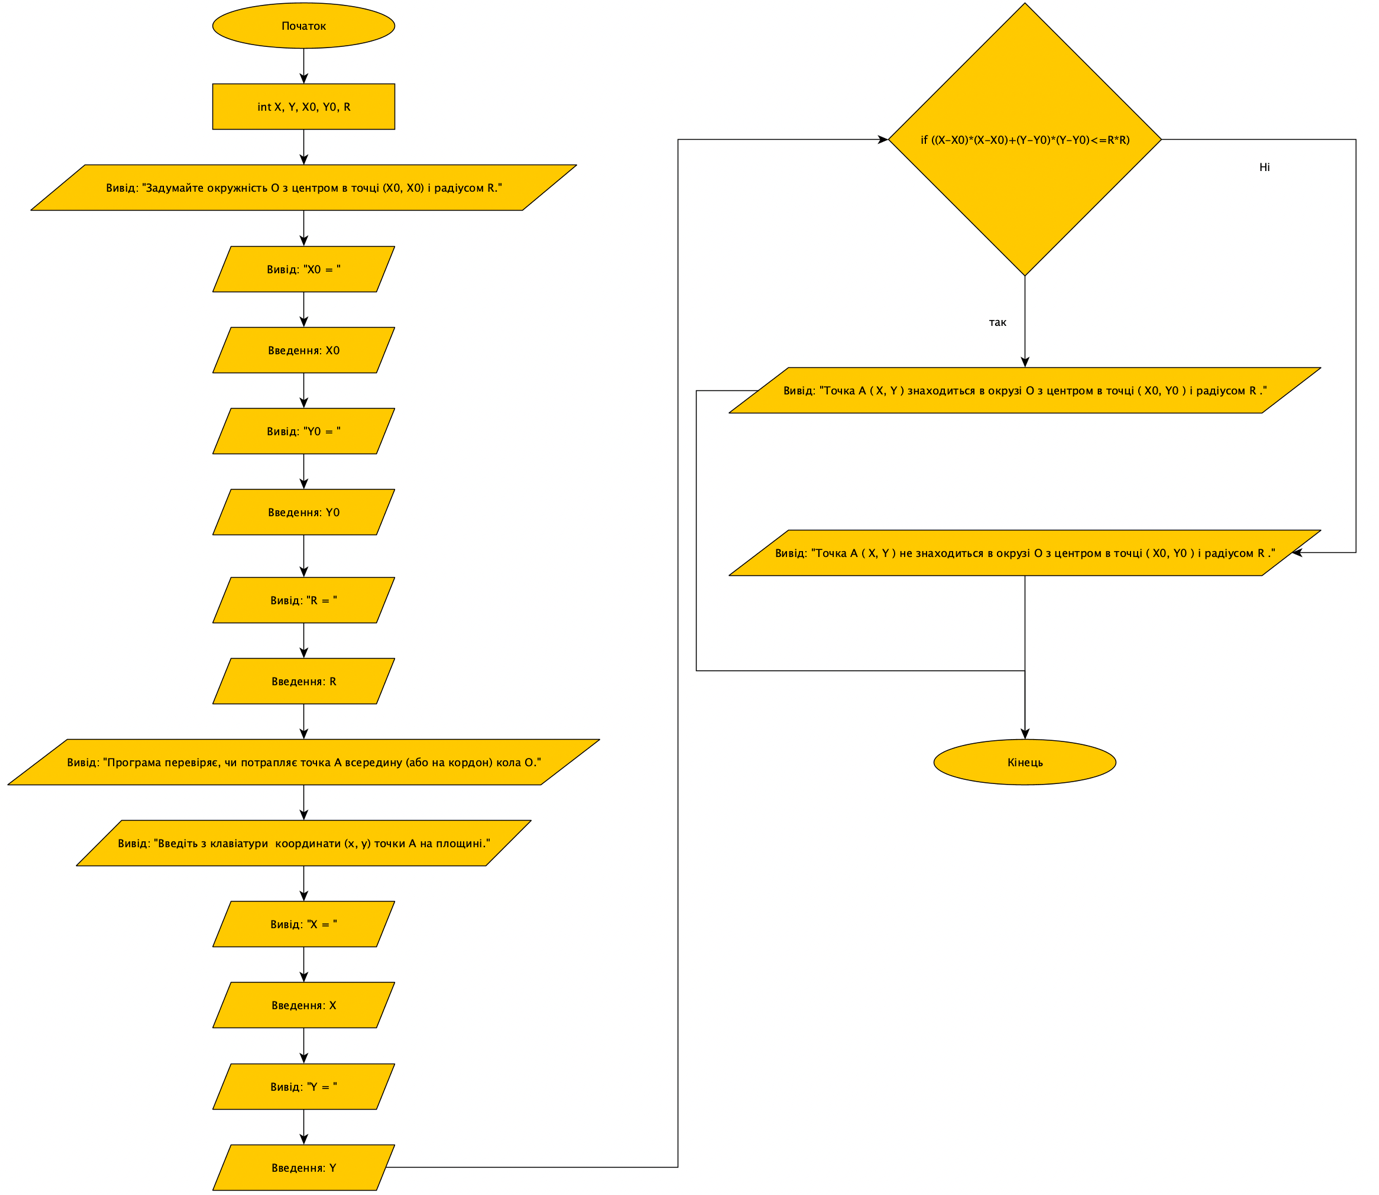 Початок
int X, Y, X0, Y0, R
Вивід: "Задумайте окружність О з центром в точці (X0, X0) і радіусом R."
Вивід: "X0 = "
Введення: X0
Вивід: "Y0 = "
Введення: Y0
Вивід: "R = "
Введення: R
Вивід: "Програма перевіряє, чи потрапляє точка А всередину (або на кордон) кола О."
Вивід: "Введіть з клавіатури  координати (x, y) точки А на площині."
Вивід: "X = "
Введення: X
Вивід: "Y = "
Введення: Y
if ((X-X0)*(X-X0)+(Y-Y0)*(Y-Y0)<=R*R)
Ні
так
Вивід: "Точка А ( X, Y ) знаходиться в окрузі О з центром в точці ( X0, Y0 ) і радіусом R ."
Вивід: "Точка А ( X, Y ) не знаходиться в окрузі О з центром в точці ( X0, Y0 ) і радіусом R ."
Кінець